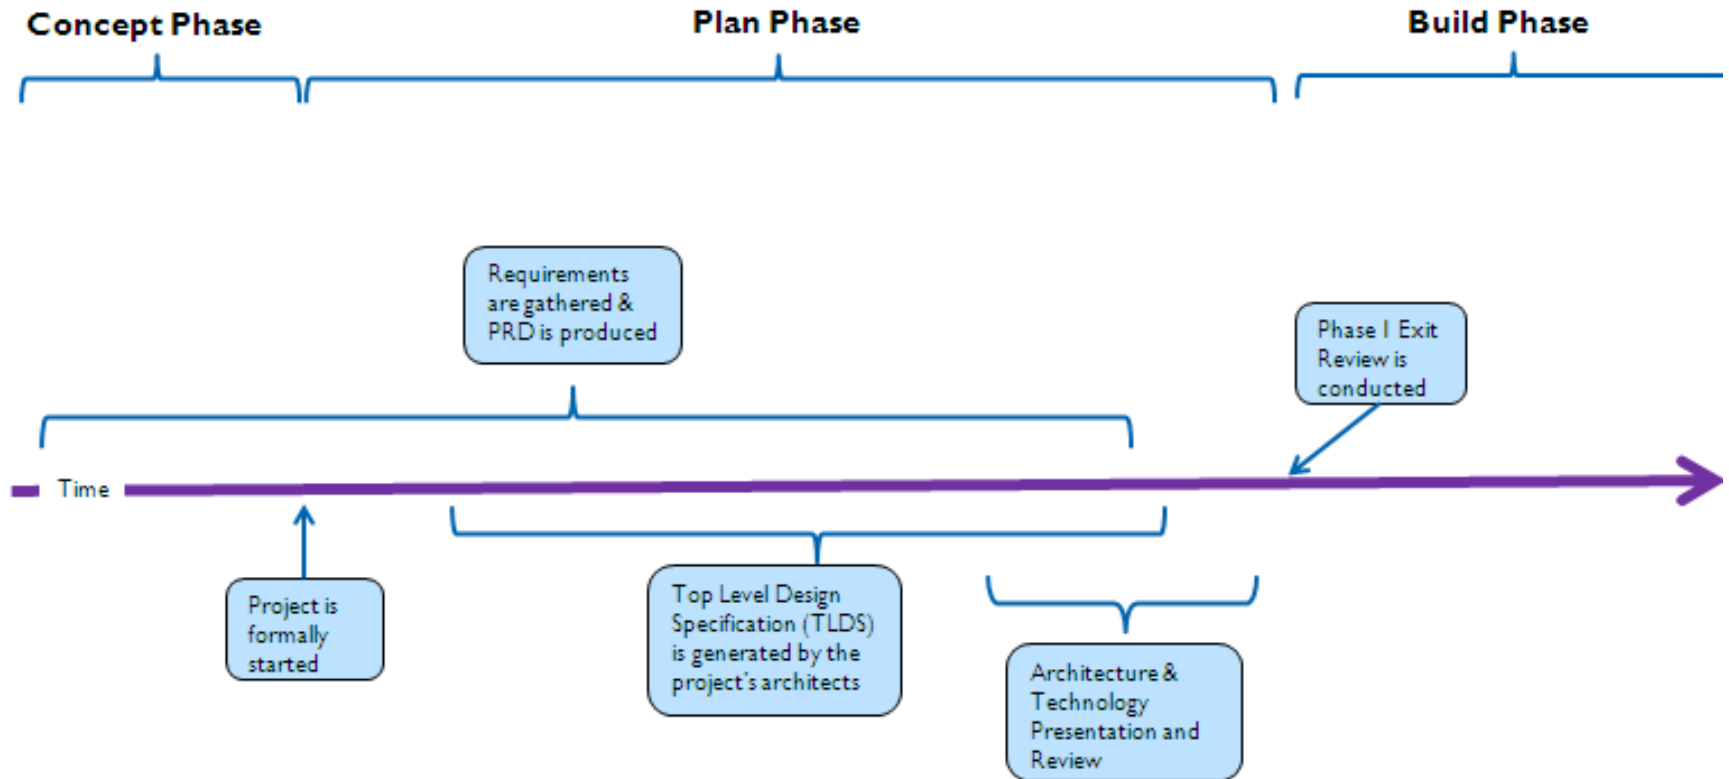 Concept Phase
Plan Phase
Build Phase
Requirements
are gathered &
PRD is produced
Phase I Exit
Review is
conducted
Time
Project is
formally
started
Top Level Design
Specification (TLDS)
is generated by the
project's architects
Architecture &
Technology
Presentation and
Review